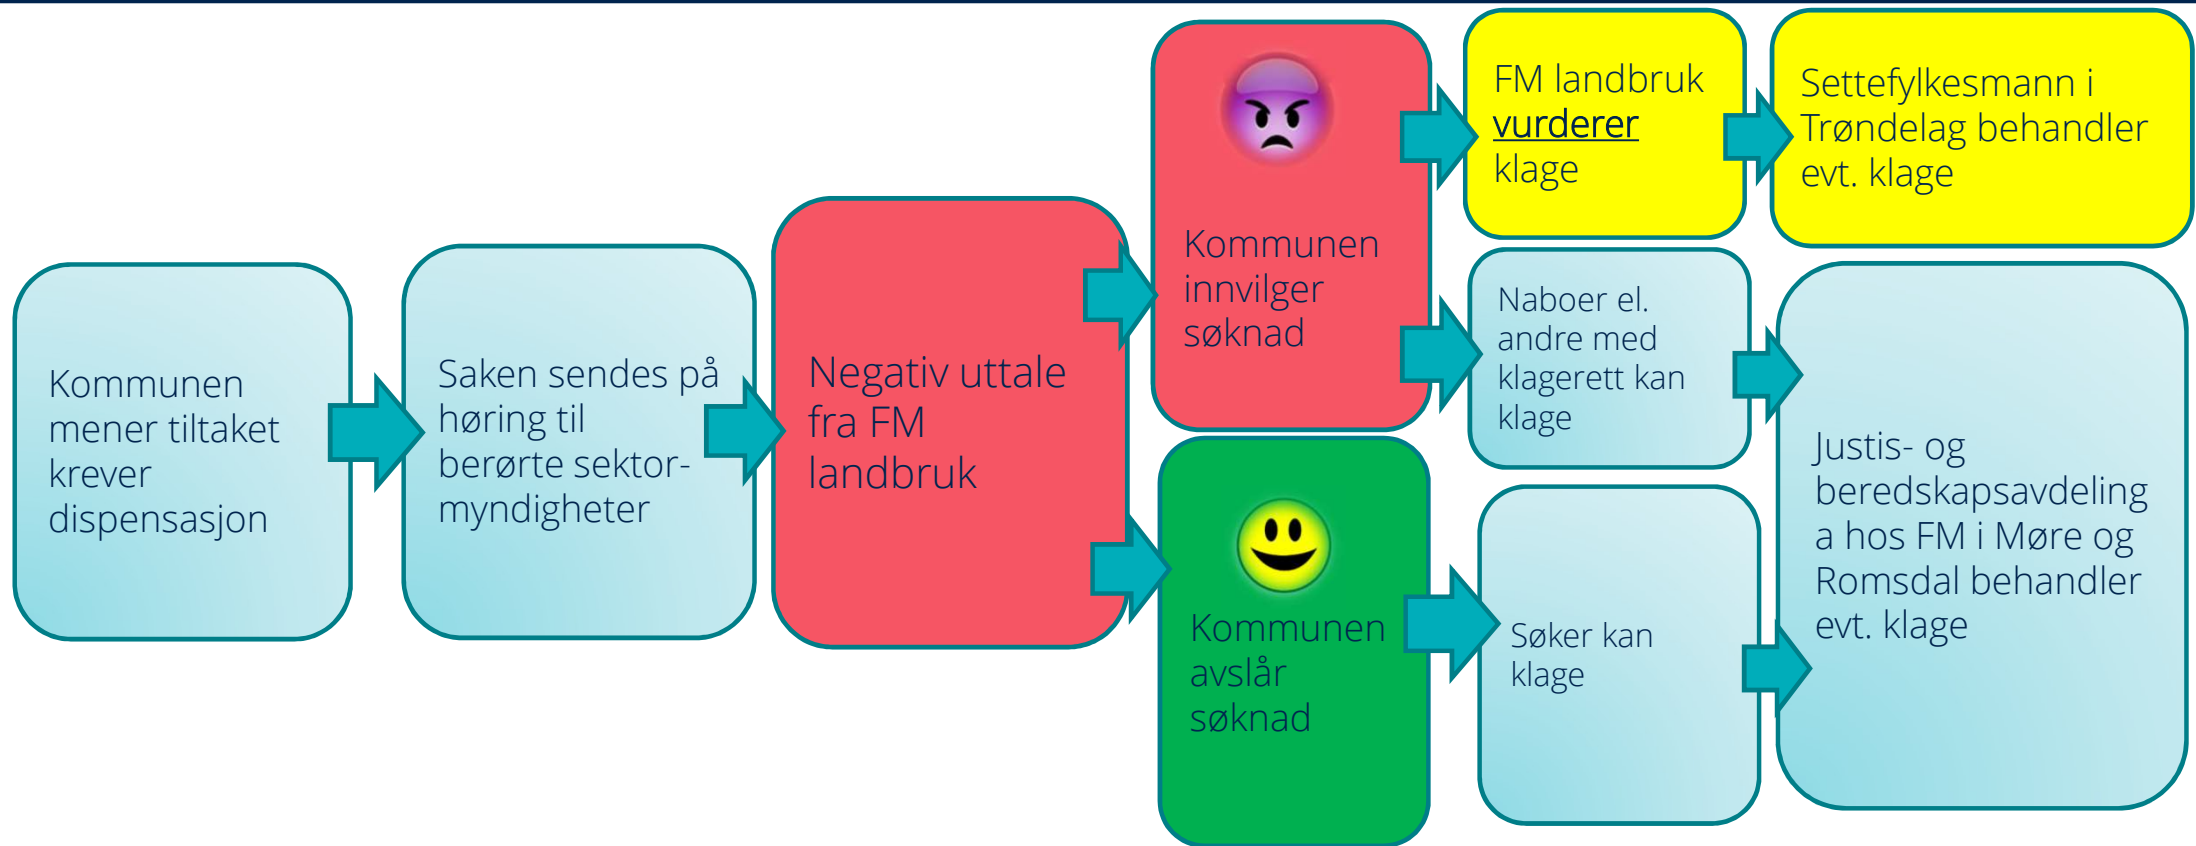 Kommunen
mener tiltaket
krever
dispensasjon
Saken sendes på
høring til
berørte sektor-
myndigheter
Negativ uttale
fra FM
landbruk
Kommunen
innvilger
søknad
Kommunen
avslår
søknad
FM landbruk
vurderer
klage
Settefylkesmann i
Trøndelag behandler
evt. klage
Naboer el.
andre med
klagerett kan
klage
Søker kan
klage
Justis- og
beredskapsavdeling
a hos FM i Møre og
Romsdal behandler
evt. klage